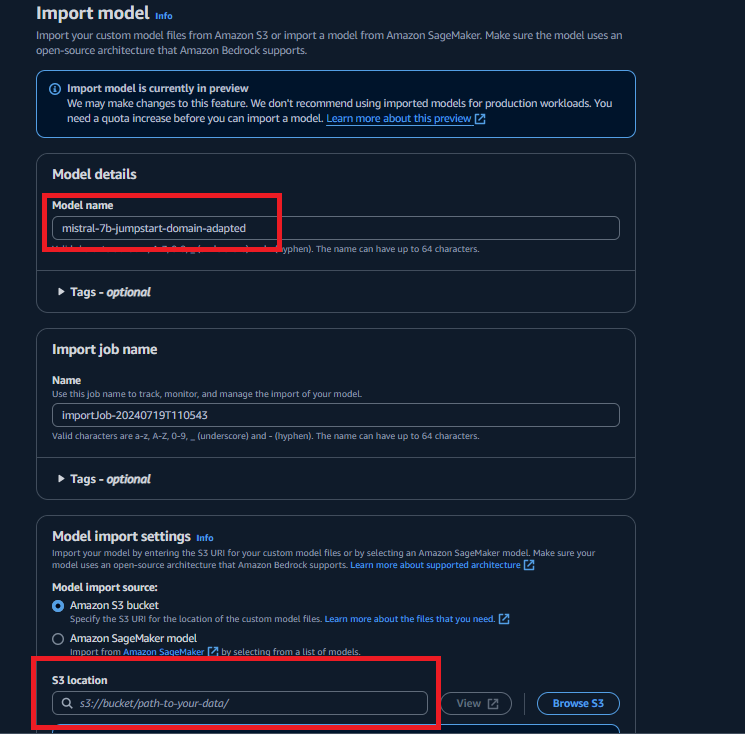 Import model Info
Import your custom model files from Amazon S3 or import a model from Amazon SageMaker. Make sure the model uses an
open-source architecture that Amazon Bedrock supports.
Import model is currently in preview
We may make changes to this feature. We don't recommend using imported models for production workloads. You
need a quota increase before you can import a model. Learn more about this preview
Model details
Model name
mistral-7b-jumpstart-domain-adapted
(hyphen). The name can have up to 64 characters.
Tags - optional
Import job name
Name
Use this job name to track, monitor, and manage the import of your model.
importJob-20240719T110543
Valid characters are a-z, A-Z, 0-9, _ (underscore) and - (hyphen). The name can have up to 64 characters.
Tags - optional
Model import settings Info
Import your model by entering the S3 URI for your custom model files or by selecting an Amazon SageMaker model. Make sure your
model uses an open-source architecture that Amazon Bedrock supports. Learn more about supported architecture
Model import source:
Amazon S3 bucket
Specify the S3 URI for the location of the custom model files. Learn more about the files that you need.
Amazon SageMaker model
Import from Amazon SageMaker by selecting from a list of models.
S3 location
s3://bucket/path-to-your-data/
View
Browse S3